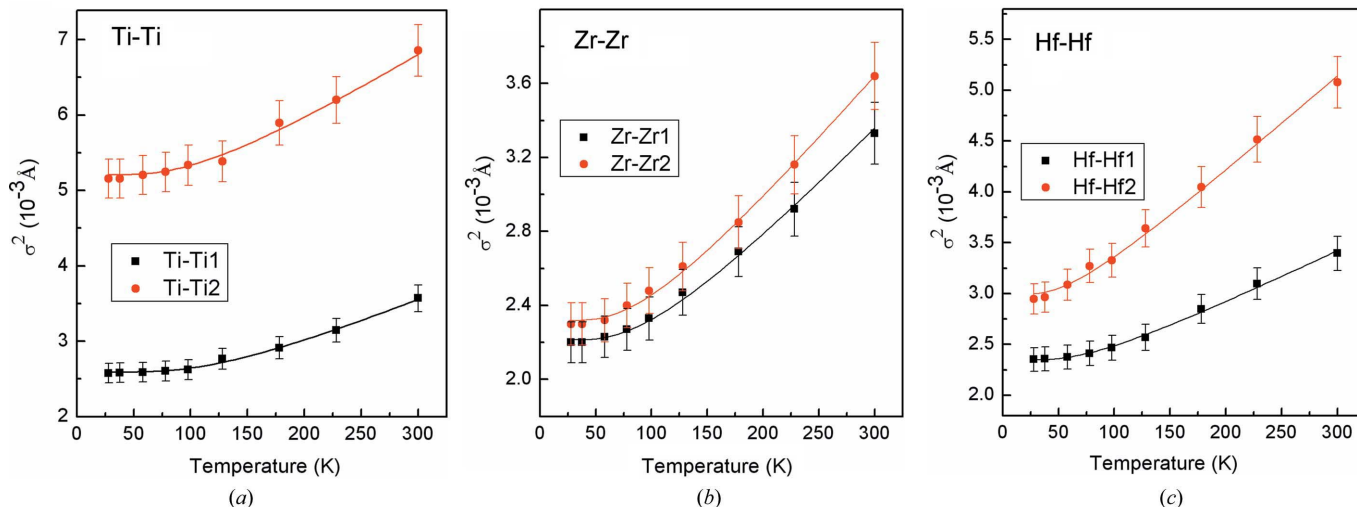 Ti-Ti
7
6
5
4
3
2
σ² (10⁻³Å)
Ti-Ti1
Ti-Ti2
0 50 100 150 200 250 300
Temperature (K)
(a)
Zr-Zr
3.6
3.2
2.8
2.4
2.0
σ² (10⁻³Å)
Zr-Zr1
Zr-Zr2
0 50 100 150 200 250 300
Temperature (K)
(b)
Hf-Hf
5.5
5.0
4.5
4.0
3.5
3.0
2.5
2.0
σ² (10⁻³Å)
Hf-Hf1
Hf-Hf2
0 50 100 150 200 250 300
Temperature (K)
(c)